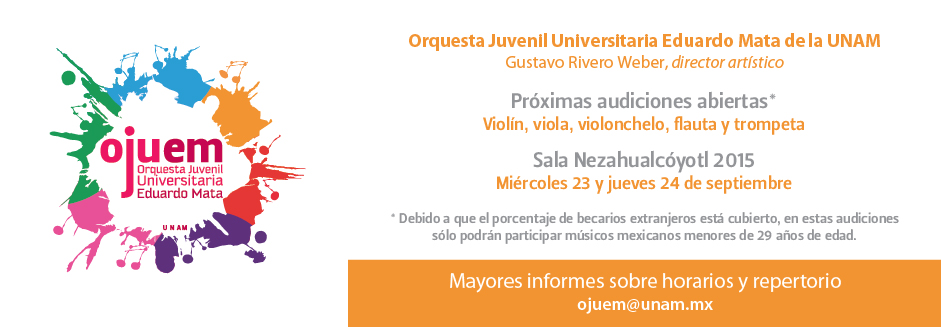 ojuem
Orquesta Juvenil
Universitaria
Eduardo Mata
UNAM
Orquesta Juvenil Universitaria Eduardo Mata de la UNAM
Gustavo Rivero Weber, director artístico
Próximas audiciones abiertas*
Violín, viola, violonchelo, flauta y trompeta
Sala Nezahualcóyotl 2015
Miércoles 23 y jueves 24 de septiembre
* Debido a que el porcentaje de becarios extranjeros está cubierto, en estas audiciones
sólo podrán participar músicos mexicanos menores de 29 años de edad.
Mayores informes sobre horarios y repertorio
ojuem@unam.mx